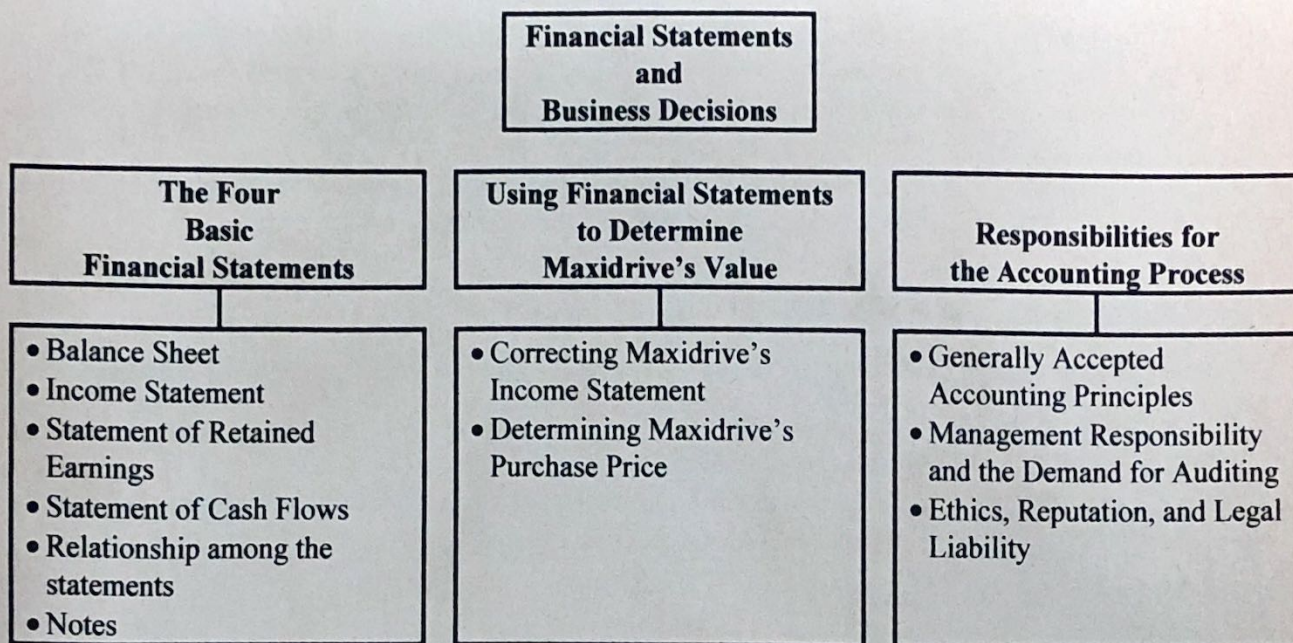 Financial Statements
and
Business Decisions
The Four
Basic
Financial Statements
• Balance Sheet
• Income Statement
• Statement of Retained
Earnings
• Statement of Cash Flows
• Relationship among the
statements
• Notes
Using Financial Statements
to Determine
Maxidrive's Value
• Correcting Maxidrive's
Income Statement
• Determining Maxidrive's
Purchase Price
Responsibilities for
the Accounting Process
• Generally Accepted
Accounting Principles
• Management Responsibility
and the Demand for Auditing
• Ethics, Reputation, and Legal
Liability